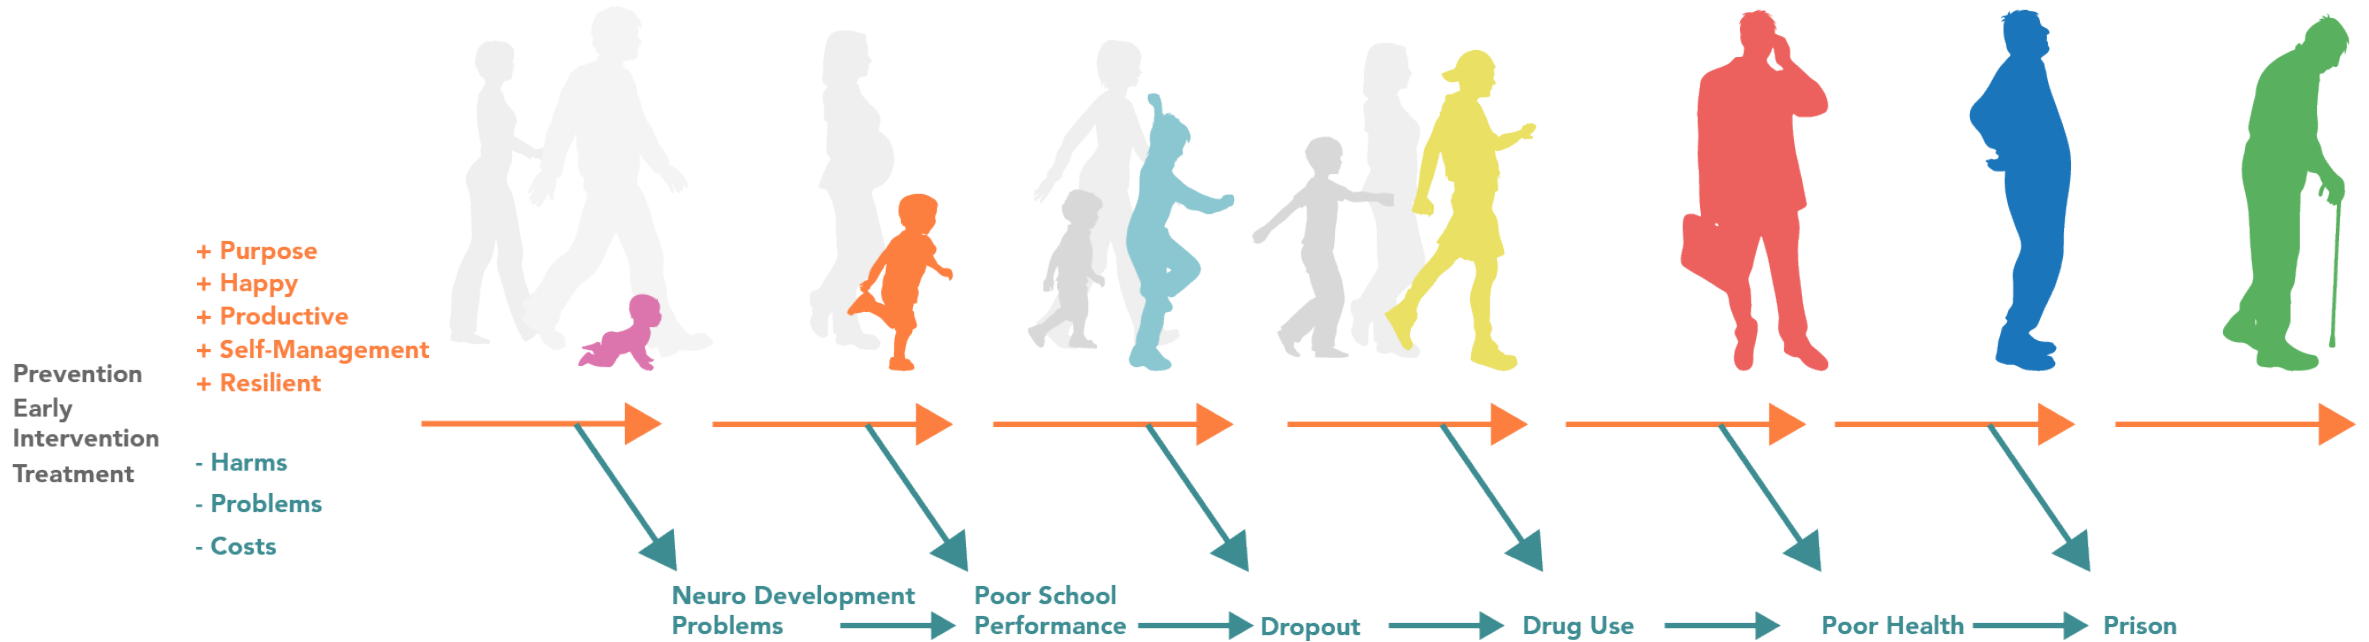 + Purpose
+ Happy
+ Productive
+ Self-Management
+ Resilient
Prevention
Early
Intervention
Treatment
- Harms
- Problems
- Costs
Neuro Development
Problems
Poor School
Performance
Dropout
Drug Use
Poor Health
Prison